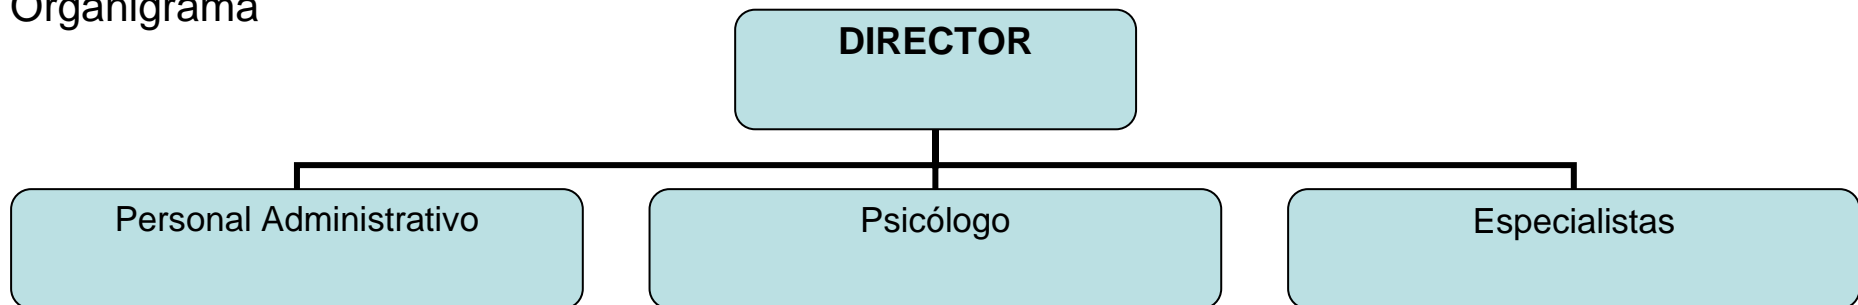 Organigrama
DIRECTOR
Personal Administrativo
Psicólogo
Especialistas